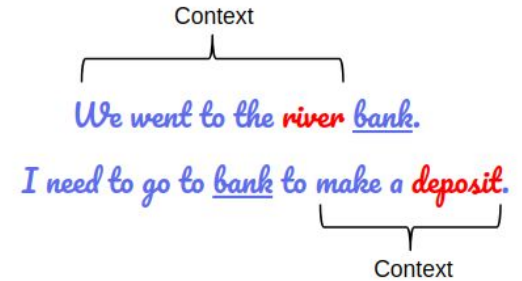 Context
We went to the river bank.
I need to go to bank to make a deposit.
Context